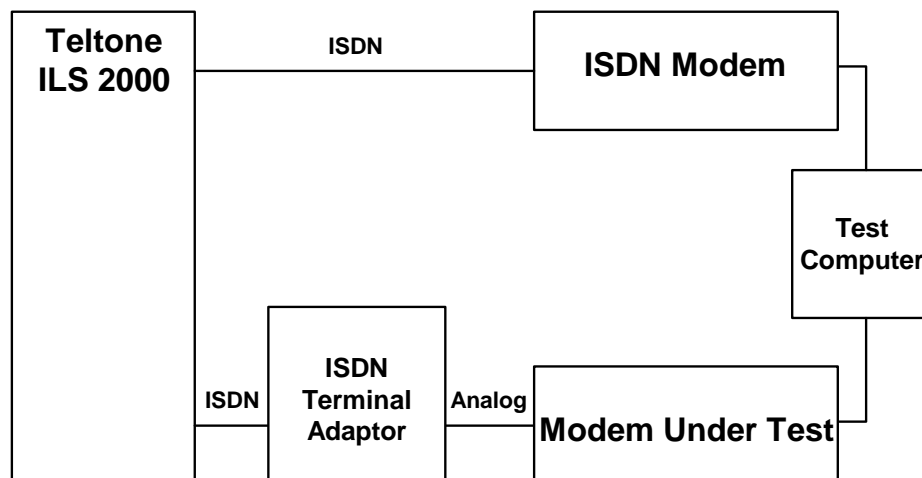 Teltone
ILS 2000
ISDN
ISDN Modem
Test
Computer
ISDN
ISDN
Terminal
Adaptor
Analog
Modem Under Test